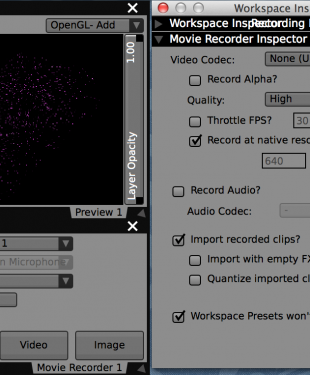 OpenGL- Add
1.00
Layer Opacity
Preview 1
1
Microphone
Video
Image
Movie Recorder 1
Workspace Ins
Workspace Inspector
Recording
Movie Recorder Inspector
Video Codec:
None (U
Record Alpha?
Quality:
High
Throttle FPS?
30
Record at native reso
640
Record Audio?
Audio Codec:
-
Import recorded clips?
Import with empty FX
Quantize imported cl
Workspace Presets won'